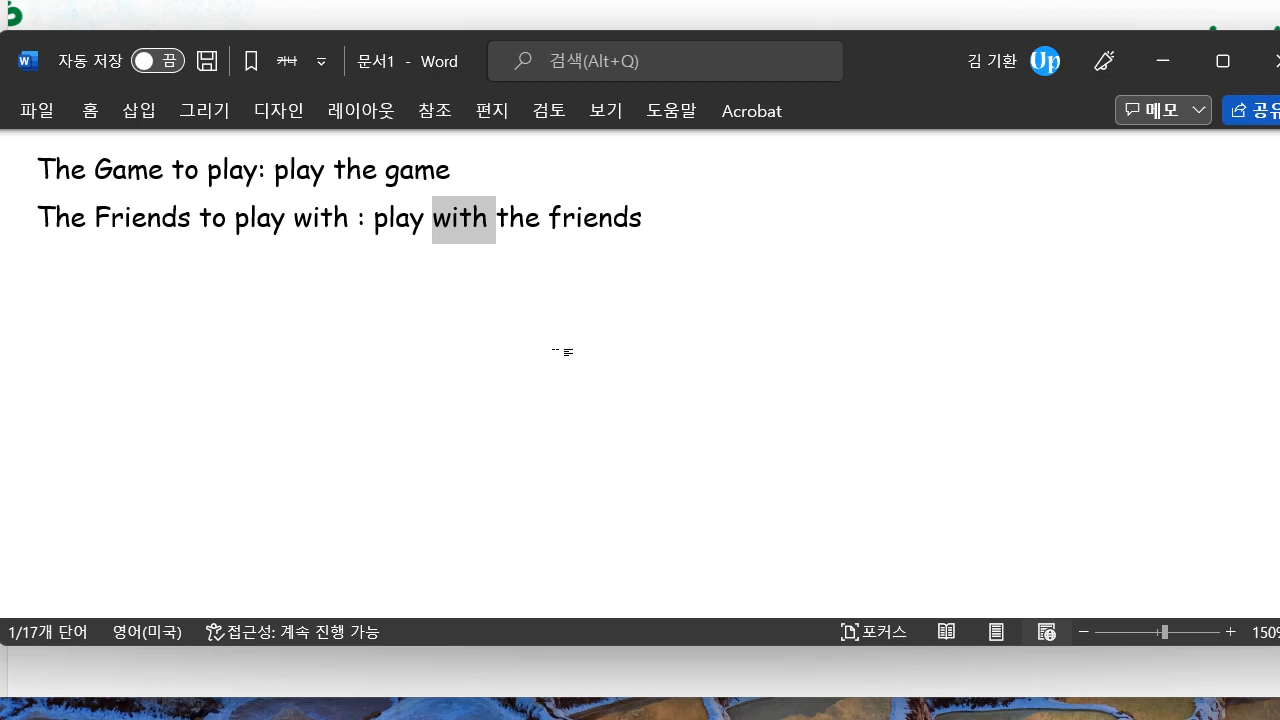 자동 저장 끔 가나 문서1 - Word 검색(Alt+Q) 김 기환 Up
파일 홈 삽입 그리기 디자인 레이아웃 참조 편지 검토 보기 도움말 Acrobat 메모
The Game to play: play the game
The Friends to play with : play with the friends
1/17개 단어 영어(미국) 접근성: 계속 진행 가능 포커스 150%